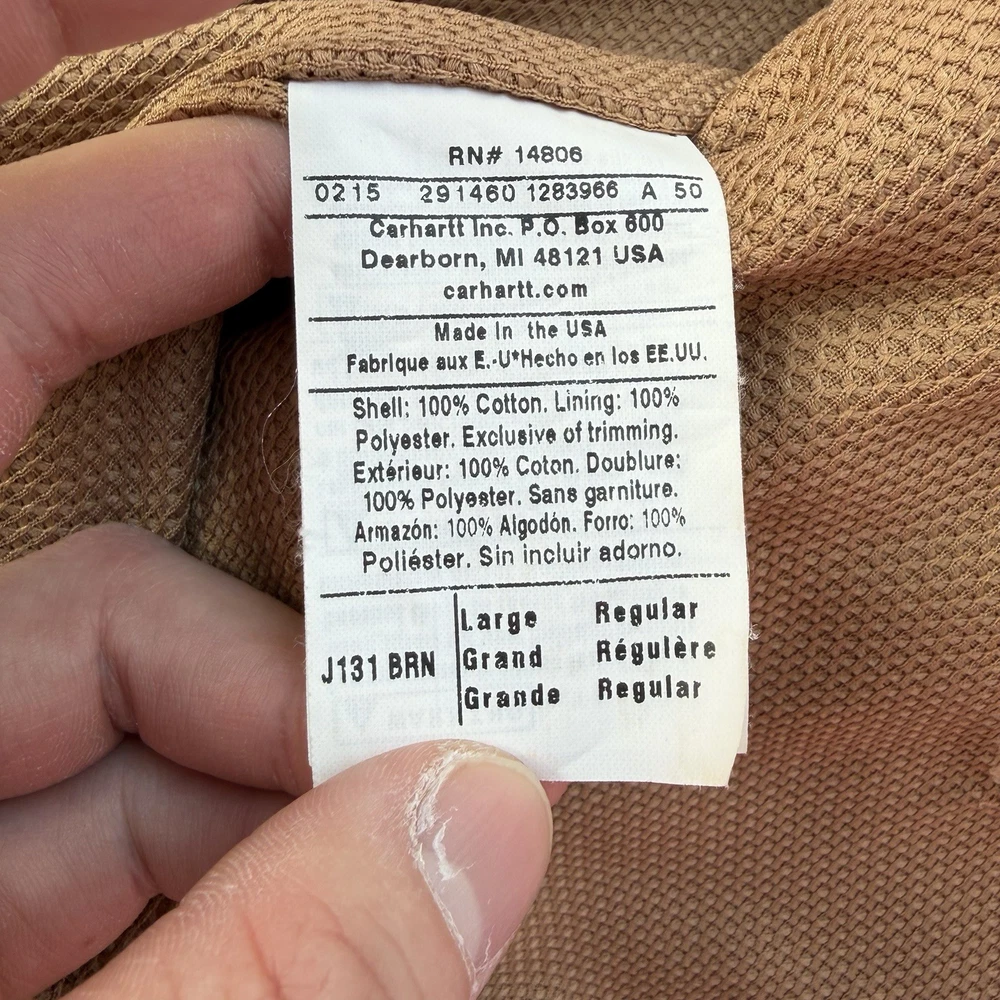 RN# 14806
0215 291460 1283966 A 50
Carhartt Inc. P.O. Box 600
Dearborn, MI 48121 USA
carhartt.com
Made In the USA
Fabrique aux E.-U*Hecho en los EE.UU.
Shell: 100% Cotton. Lining: 100%
Polyester. Exclusive of trimming.
Extérieur: 100% Coton. Doublure:
100% Polyester. Sans garniture.
Armazón: 100% Algodón. Forro: 100%
Poliéster. Sin incluir adorno.
J131 BRN
Large Regular
Grand Régulère
Grande Regular